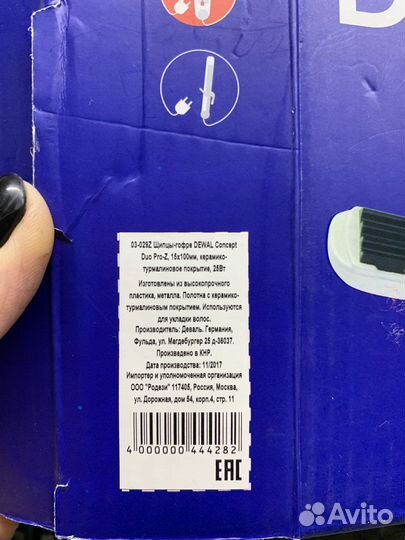 D
03-029Z Щипцы-гофре DEWAL Concept
Duo Pro-Z, 15x100мм, керамико-
турмалиновое покрытие, 25Вт
Изготовлены из высокопрочного
пластика, металла. Полотна с керамико-
турмалиновым покрытием. Используются
для укладки волос.
Производитель: Деваль. Германия,
Фульда, ул. Магдебургер 25 д-36037.
Произведено в КНР.
Дата производства: 11/2017
Импортер и уполномоченная организация
ООО "Родези" 117405, Россия, Москва,
ул. Дорожная, дом 54, корп.4, стр. 11
4 000000 444282
EAC
Avito